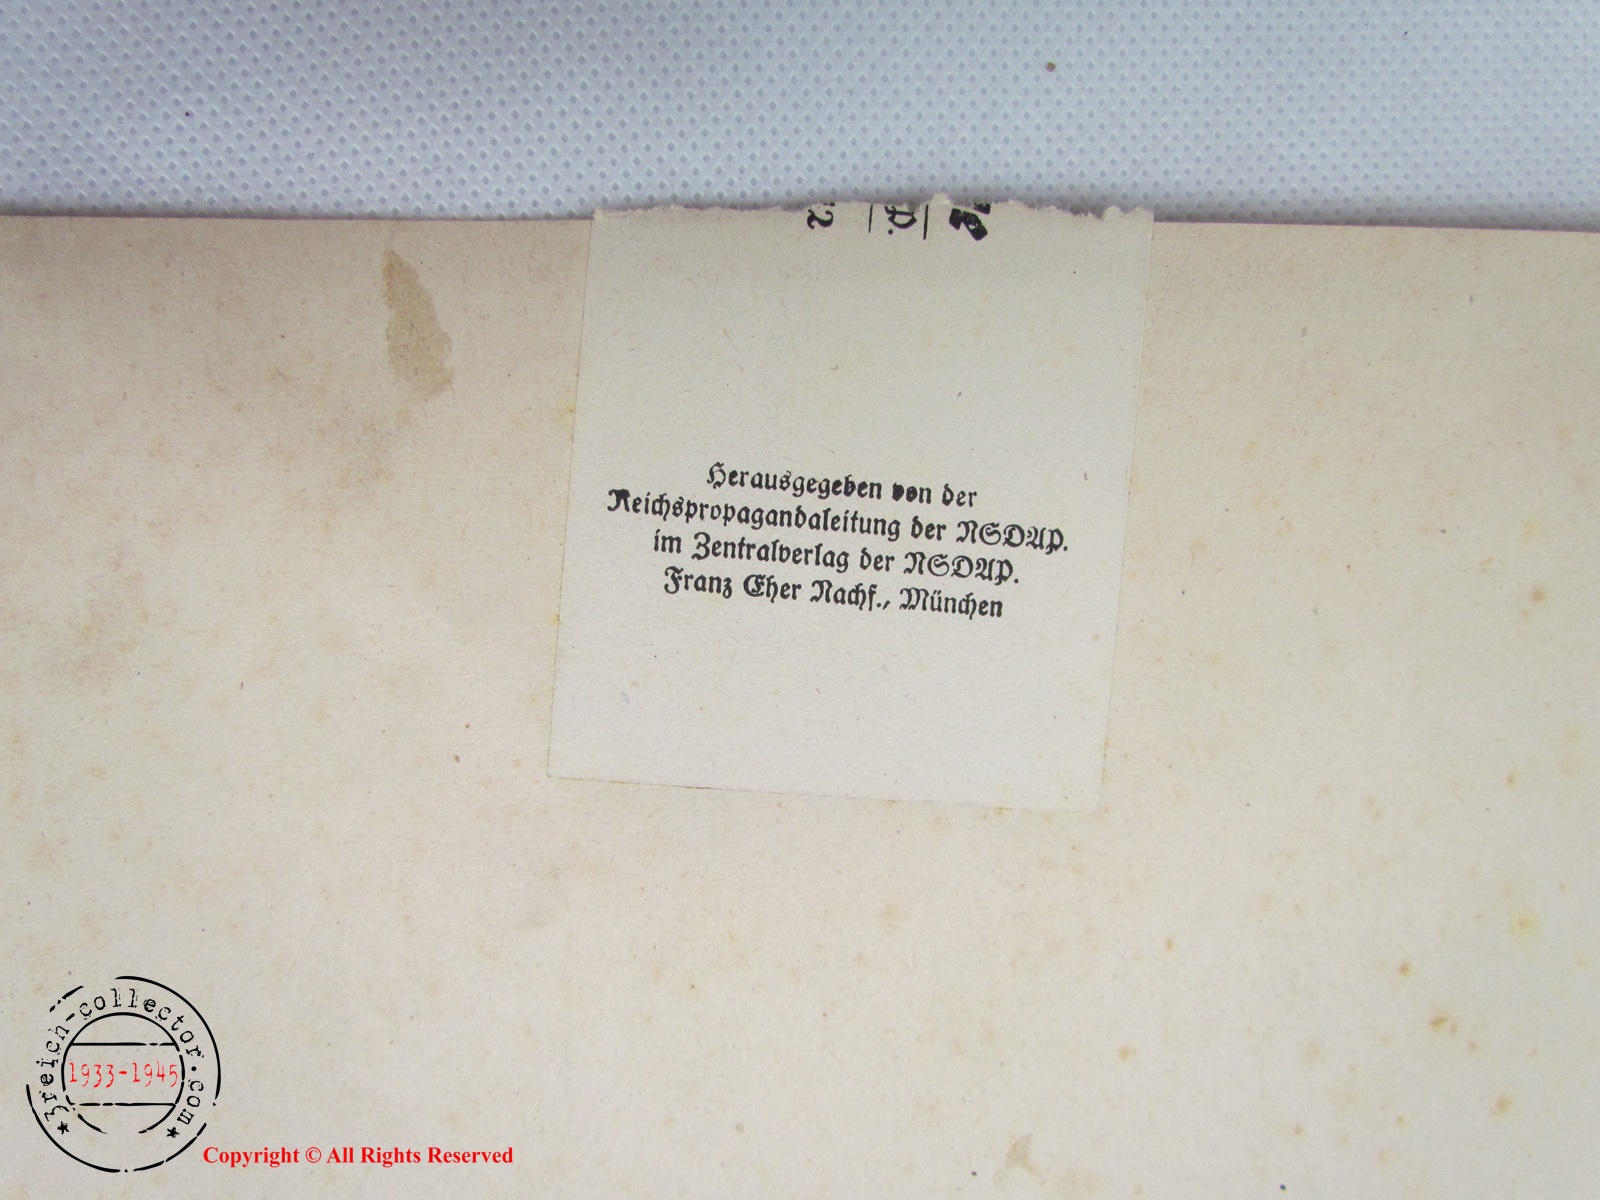 Herausgegeben von der
Reichspropagandaleitung der NSDAP.
im Zentralverlag der NSDAP.
Franz Eher Nachf., München
3reich-collector.com
1933-1945
Copyright © All Rights Reserved